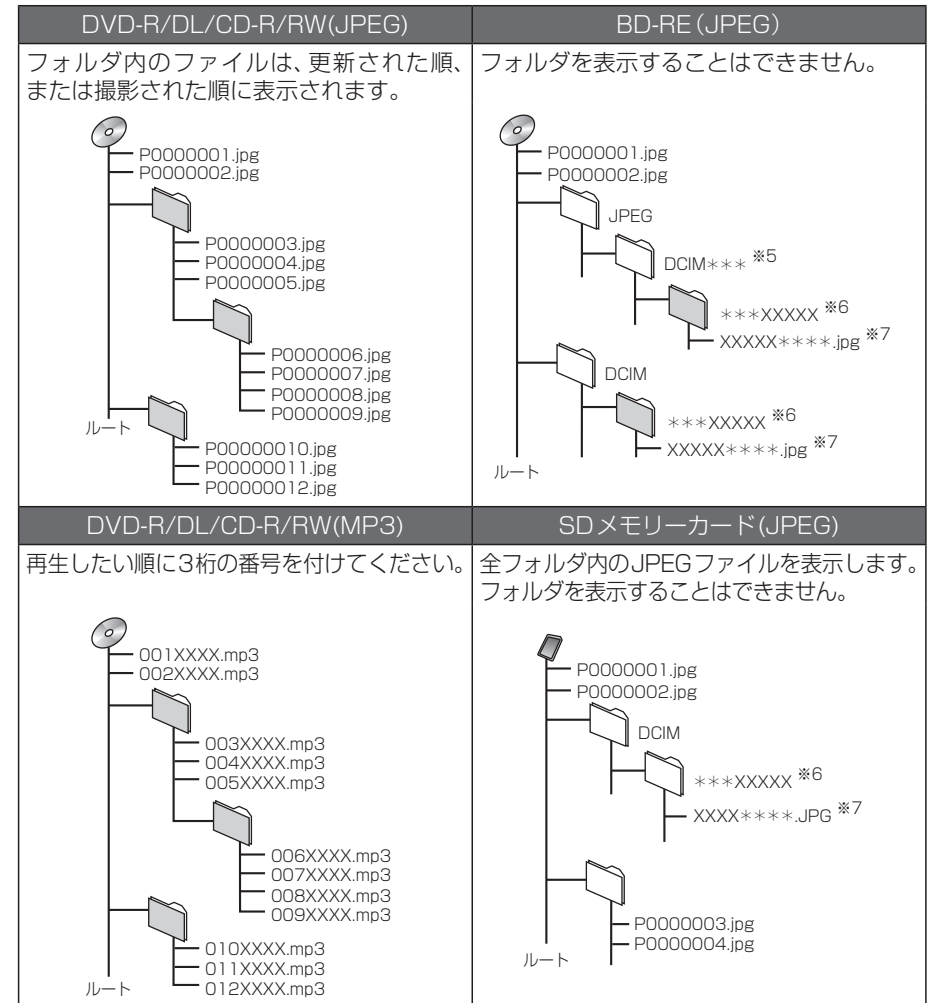 DVD-R/DL/CD-R/RW(JPEG)
フォルダ内のファイルは、更新された順、
または撮影された順に表示されます。
P0000001.jpg
P0000002.jpg
P0000003.jpg
P0000004.jpg
P0000005.jpg
P0000006.jpg
P0000007.jpg
P0000008.jpg
P0000009.jpg
ルート
P00000010.jpg
P00000011.jpg
P00000012.jpg
BD-RE(JPEG)
フォルダを表示することはできません。
P0000001.jpg
P0000002.jpg
JPEG
DCIM＊＊＊ ※5
＊＊＊XXXXX ※6
XXXXX＊＊＊＊.jpg ※7
DCIM
＊＊＊XXXXX ※6
XXXXX＊＊＊＊.jpg ※7
ルート
DVD-R/DL/CD-R/RW(MP3)
再生したい順に3桁の番号を付けてください。
001XXXX.mp3
002XXXX.mp3
003XXXX.mp3
004XXXX.mp3
005XXXX.mp3
006XXXX.mp3
007XXXX.mp3
008XXXX.mp3
009XXXX.mp3
010XXXX.mp3
011XXXX.mp3
012XXXX.mp3
ルート
SDメモリーカード(JPEG)
全フォルダ内のJPEGファイルを表示します。
フォルダを表示することはできません。
P0000001.jpg
P0000002.jpg
DCIM
＊＊＊XXXXX ※6
XXXX＊＊＊＊.JPG ※7
P0000003.jpg
P0000004.jpg
ルート